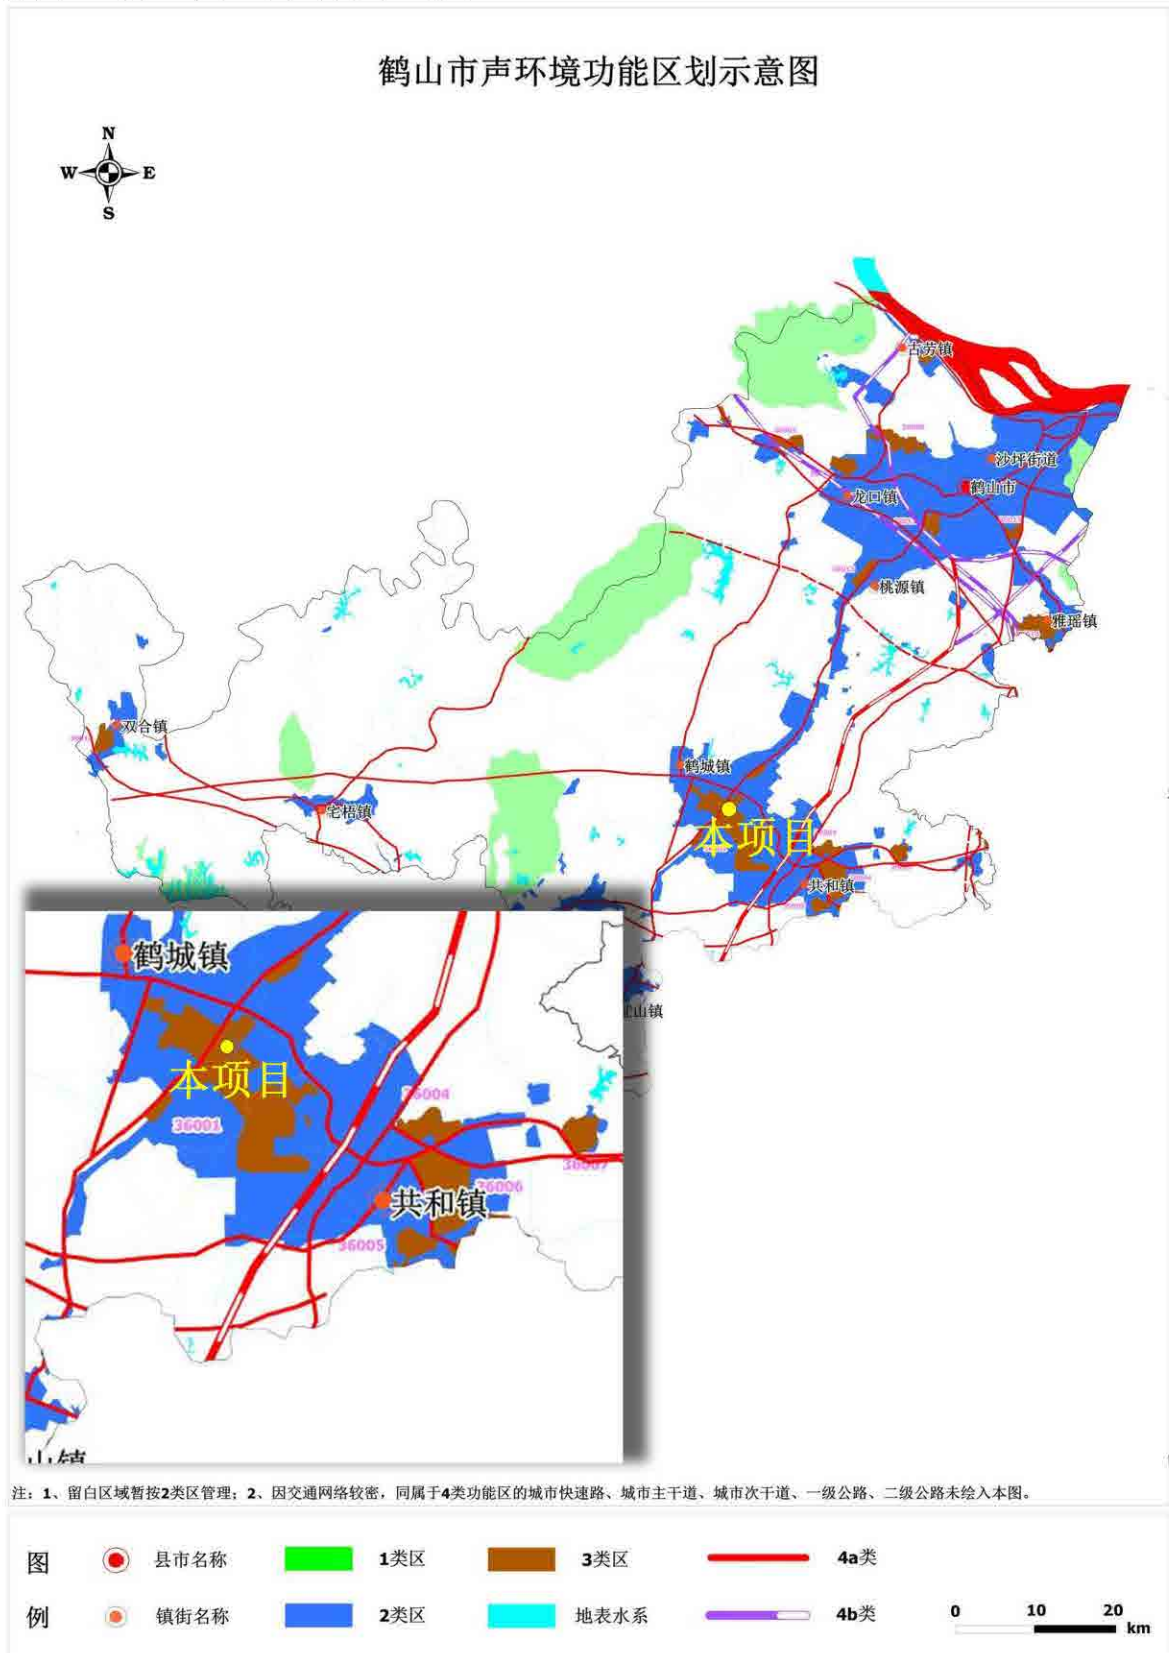 鹤山市声环境功能区划示意图
N
W E
S
古劳镇
沙坪街道
鹤山市
龙口镇
桃源镇
雅瑶镇
双合镇
鹤城镇
宅梧镇
本项目
共和镇
山镇
鹤城镇
本项目
36004
36001
36007
36006
共和镇
36005
山镇
注：1、留白区域暂按2类区管理；2、因交通网络较密，同属于4类功能区的城市快速路、城市主干道、城市次干道、一级公路、二级公路未绘入本图。
图 县市名称 1类区 3类区 4a类
例 镇街名称 2类区 地表水系 4b类
0 10 20
km